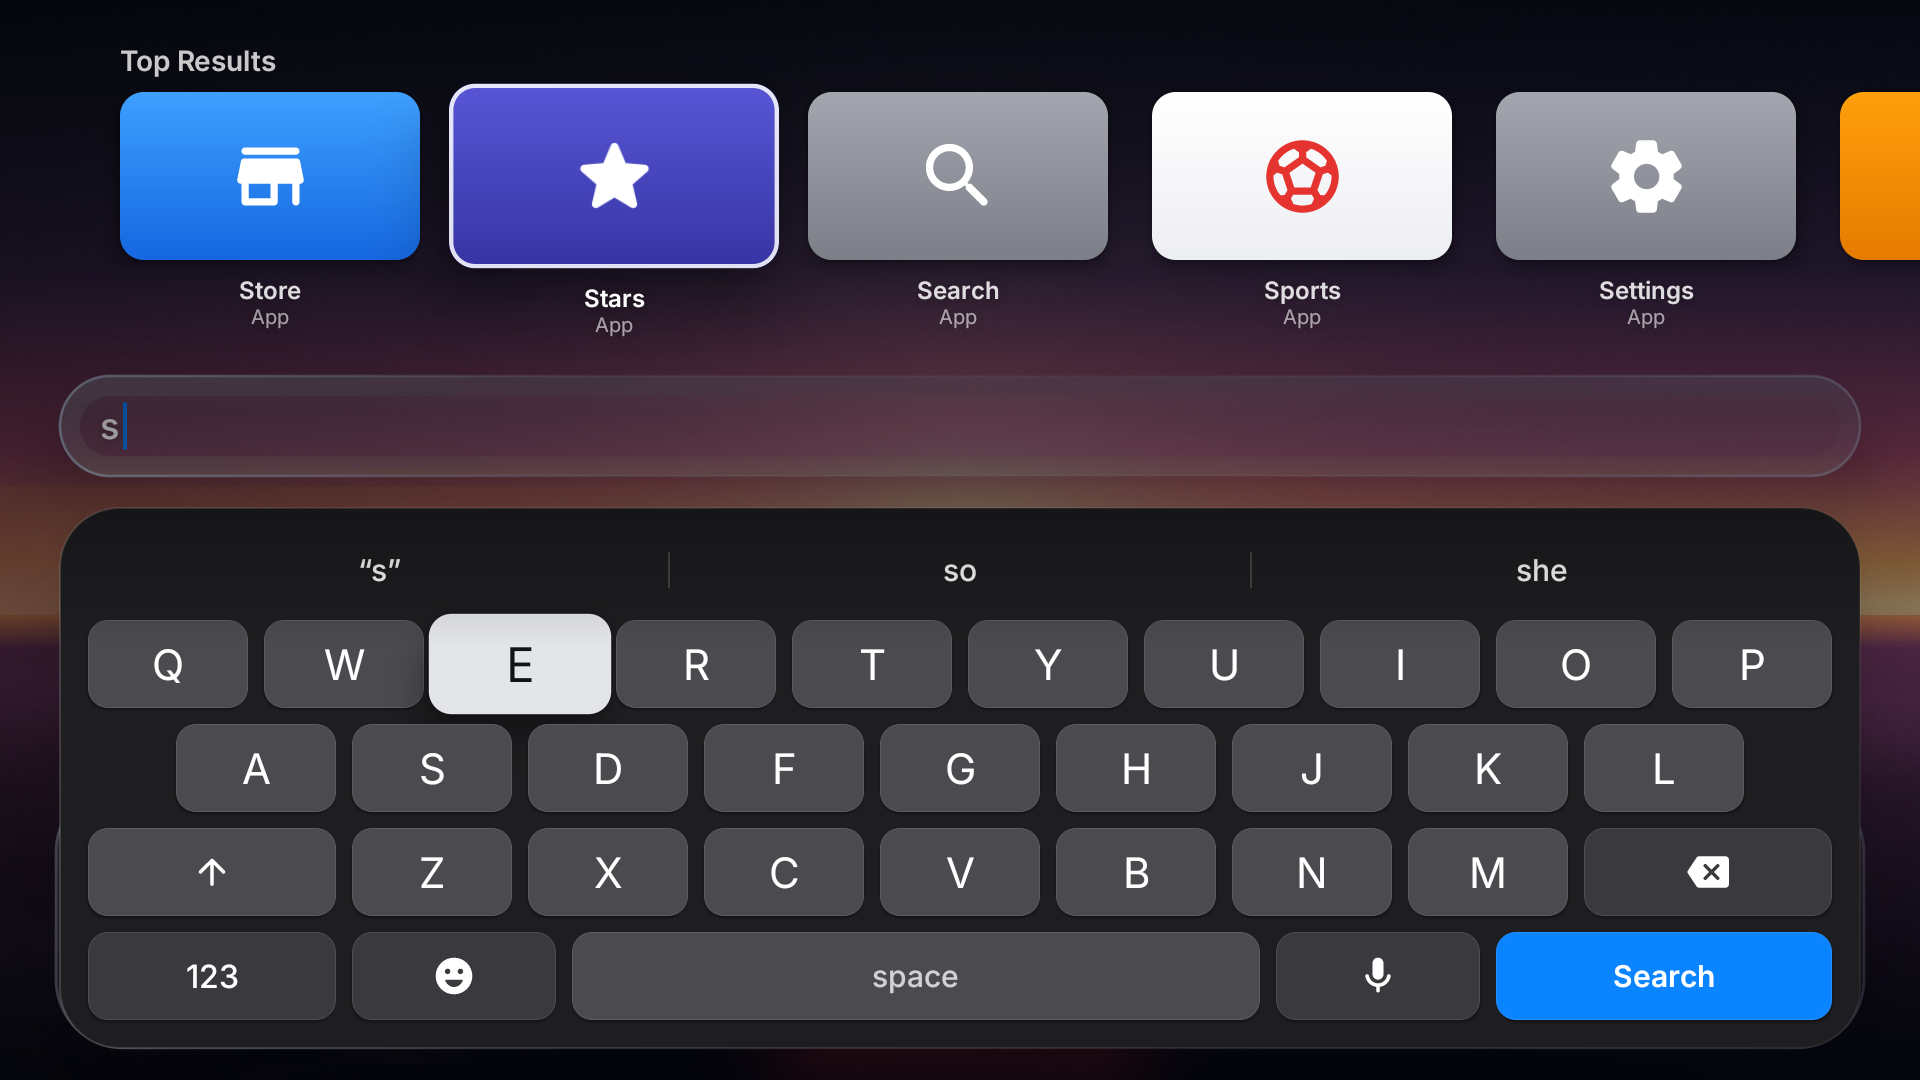 Top Results
Store
App
Stars
App
Search
App
Sports
App
Settings
App
s
“s”
so
she
Q W E R T Y U I O P
A S D F G H J K L
Z X C V B N M
123
space
Search